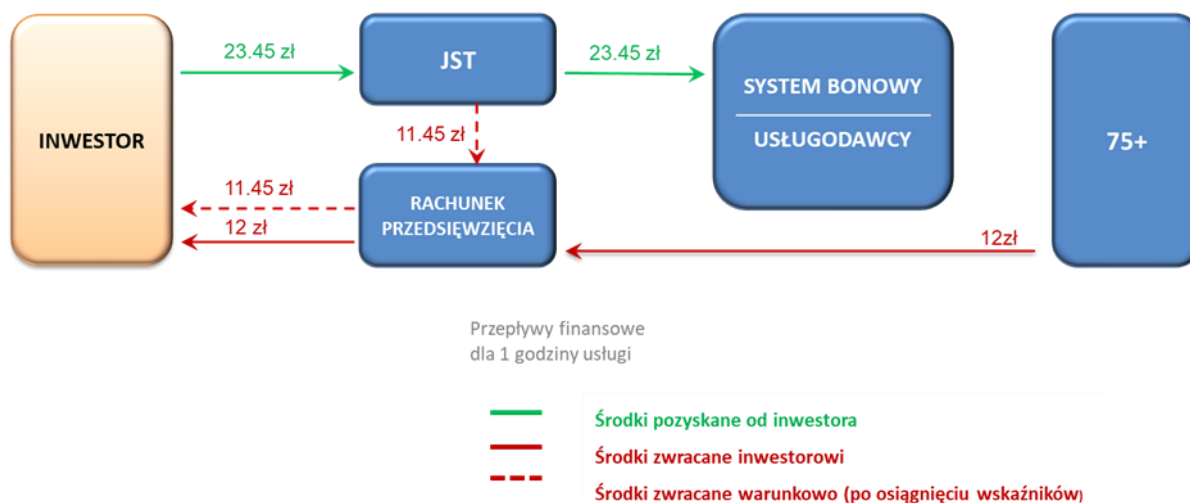 23.45 zł
JST
23.45 zł
SYSTEM BONOWY
USŁUGODAWCY
INWESTOR
75+
11.45 zł
11.45 zł
12 zł
RACHUNEK
PRZEDSIĘWZIĘCIA
12zł
Przepływy finansowe
dla 1 godziny usługi
Środki pozyskane od inwestora
Środki zwracane inwestorowi
Środki zwracane warunkowo (po osiągnięciu wskaźników)